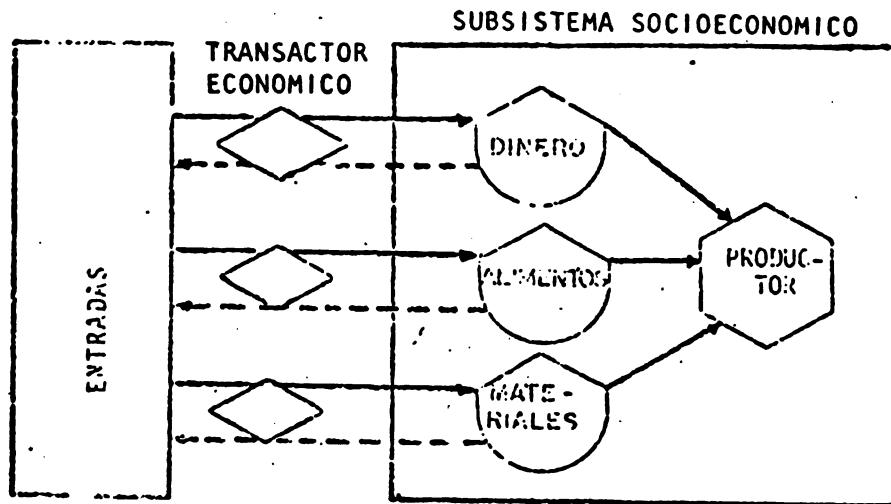 SUBSISTEMA SOCIOECONOMICO
TRANSACTOR
ECONOMICO
DINERO
ALIMENTOS
MATE-
RIALES
PRODUC-
TOR
ENTRADAS